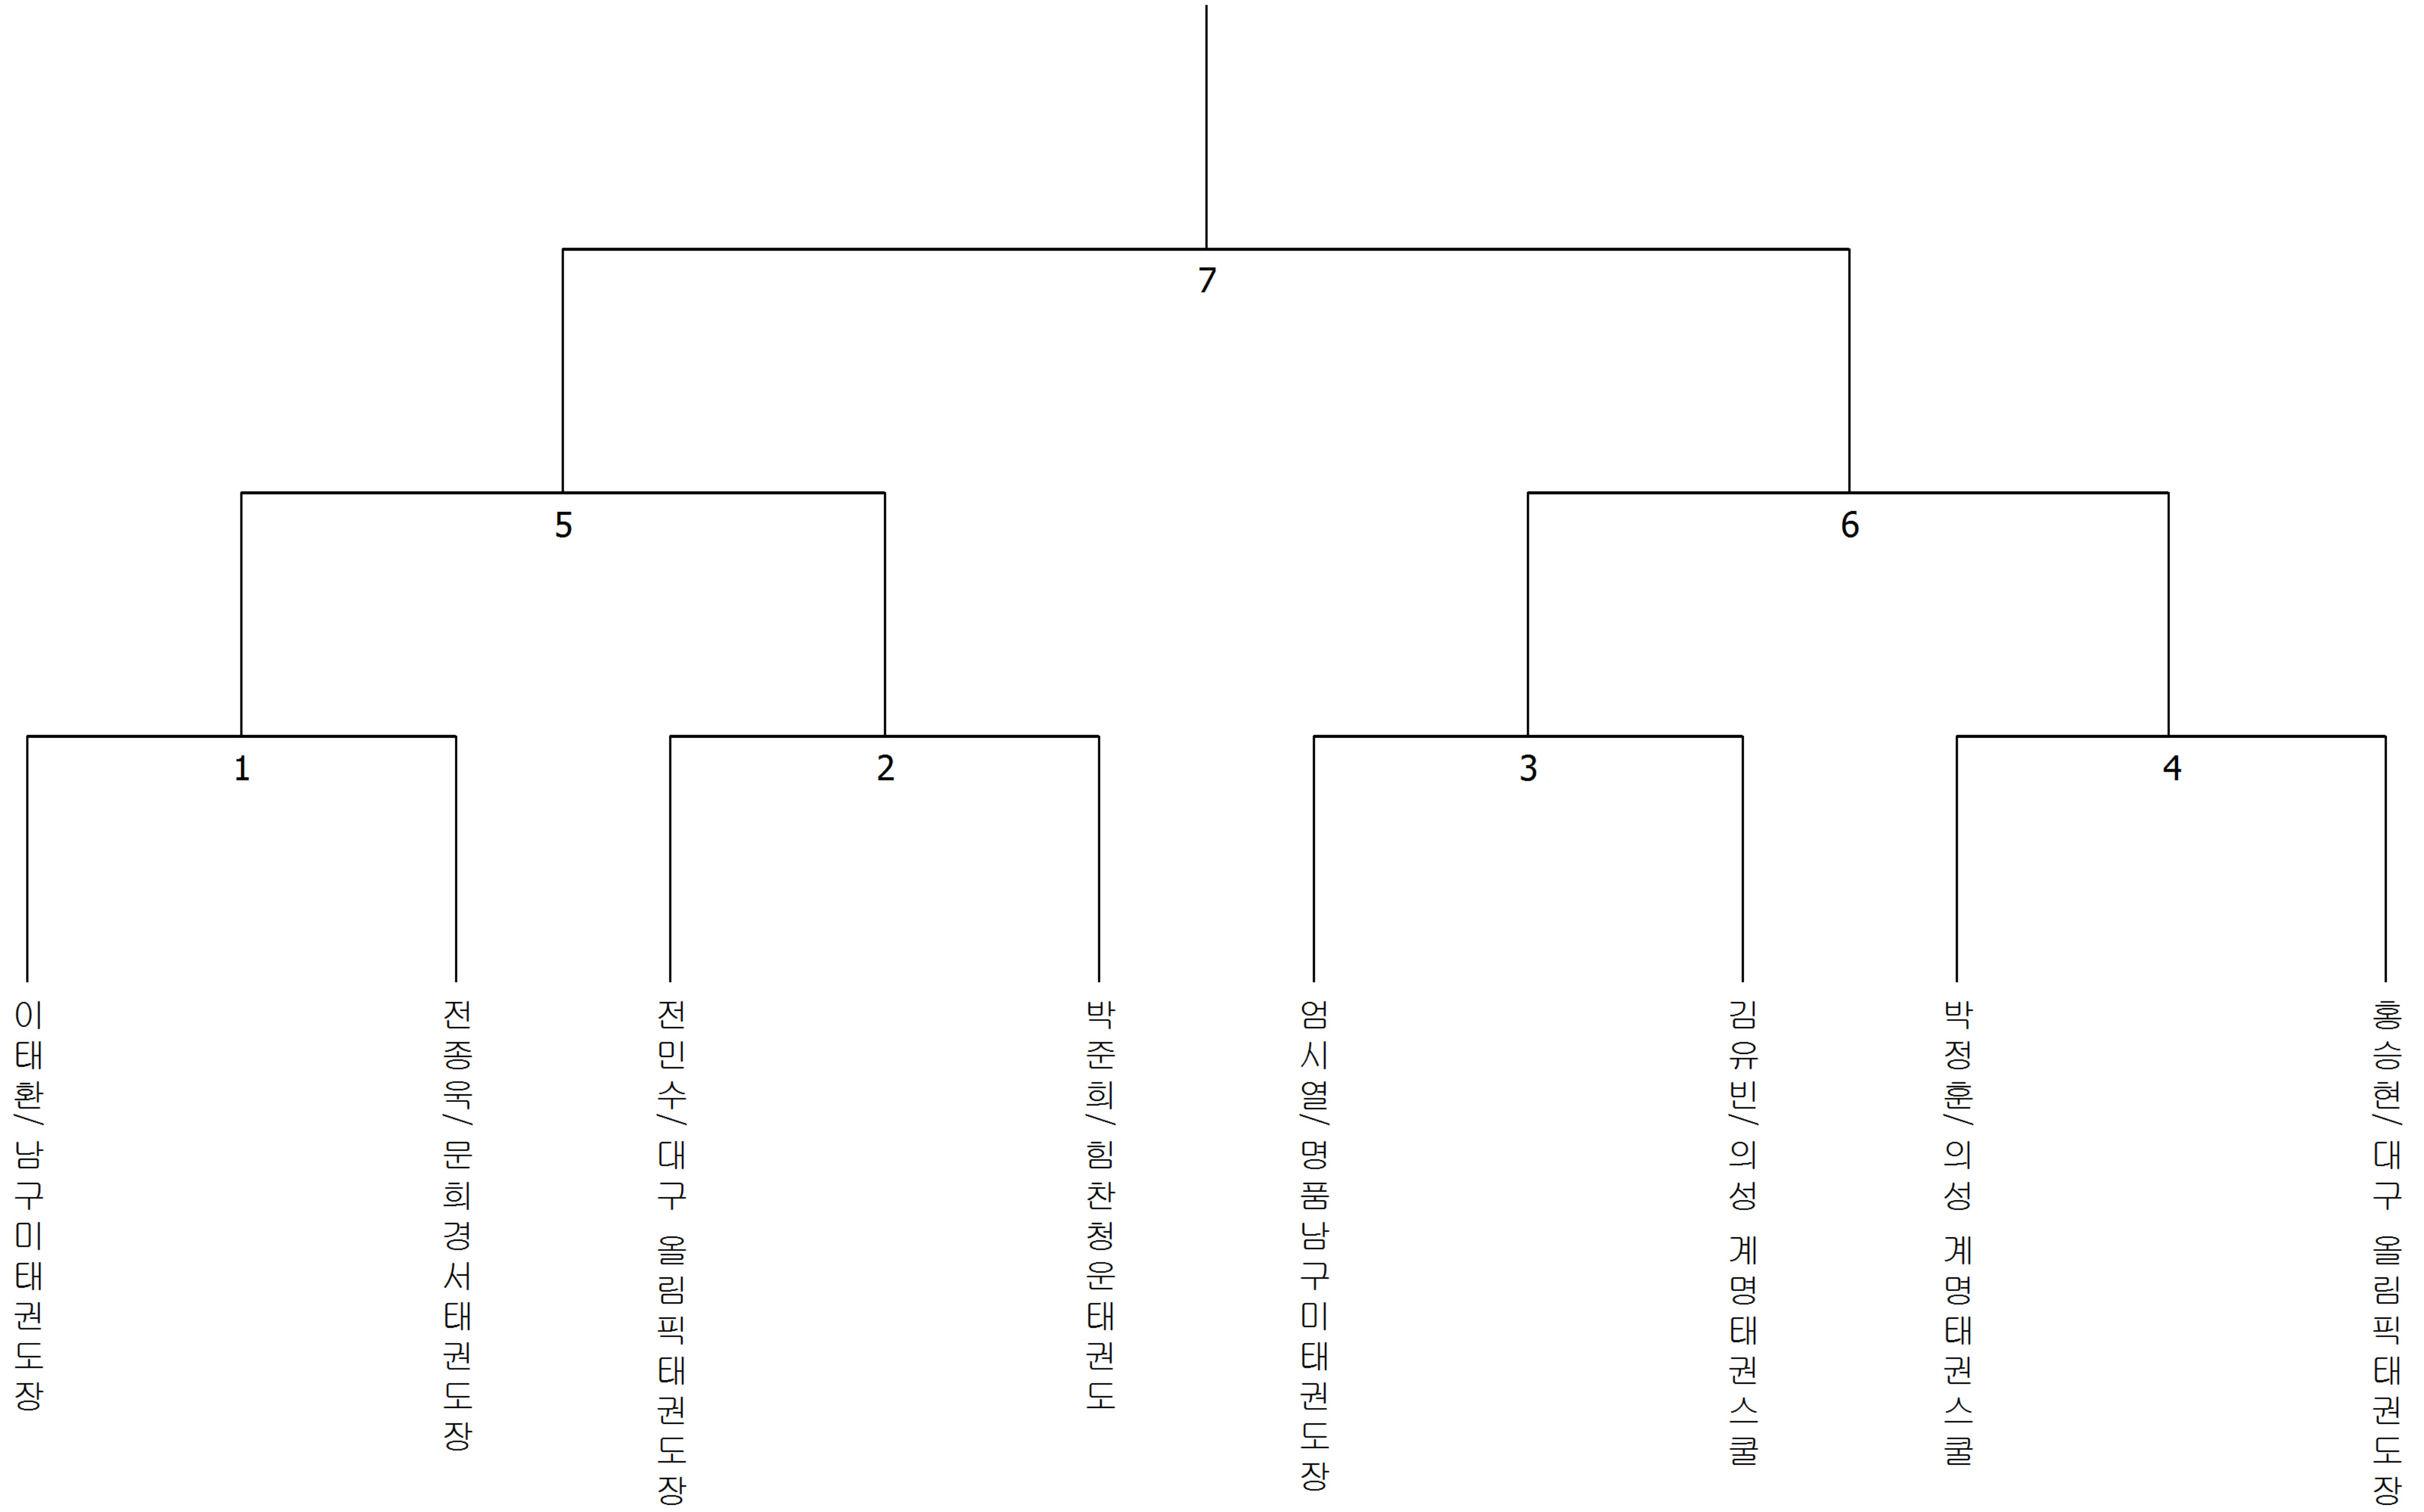 7
5
6
1
2
3
4
이태환/남구미태권도장
전종욱/문희경서태권도장
전민수/대구 올림픽태권도장
박준희/힘찬청운태권도
엄시열/명품남구미태권도장
김유빈/의성 계명태권스쿨
박정훈/의성 계명태권스쿨
홍승현/대구 올림픽태권도장